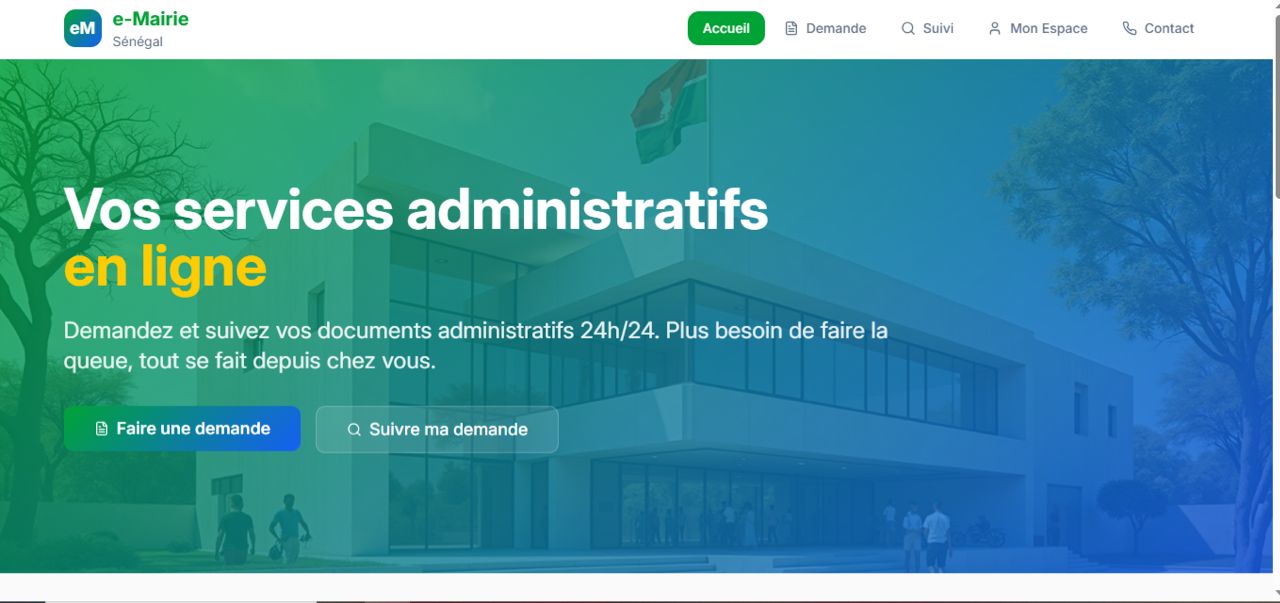 eM
e-Mairie
Sénégal
Accueil
Demande
Suivi
Mon Espace
Contact
Vos services administratifs
en ligne
Demandez et suivez vos documents administratifs 24h/24. Plus besoin de faire la
queue, tout se fait depuis chez vous.
Faire une demande
Suivre ma demande